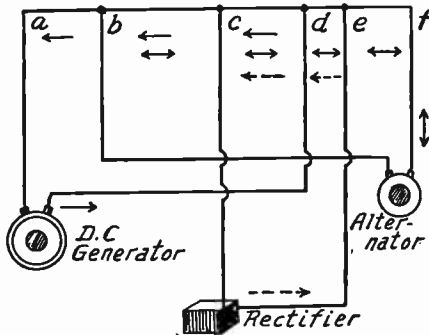 a b c d e f
D.C Generator
Alter-
nator
Rectifier